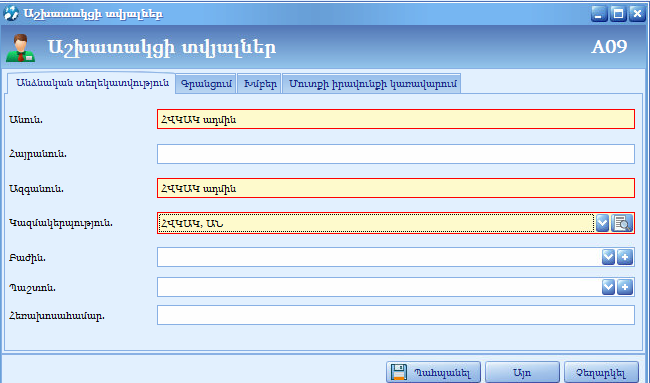 Աշխատակցի տվյալներ
Աշխատակցի տվյալներ A09
Անձնական տեղեկատվություն Գրանցում Խմբեր Մուտքի իրավունքի կառավարում
Անուն. ՀՎԿԱԿ ադմին
Հայրանուն.
Ազգանուն. ՀՎԿԱԿ ադմին
Կազմակերպություն. ՀՎԿԱԿ, ԱՆ
Բաժին.
Պաշտոն.
Հեռախոսահամար.
Պահպանել Այո Չեղարկել